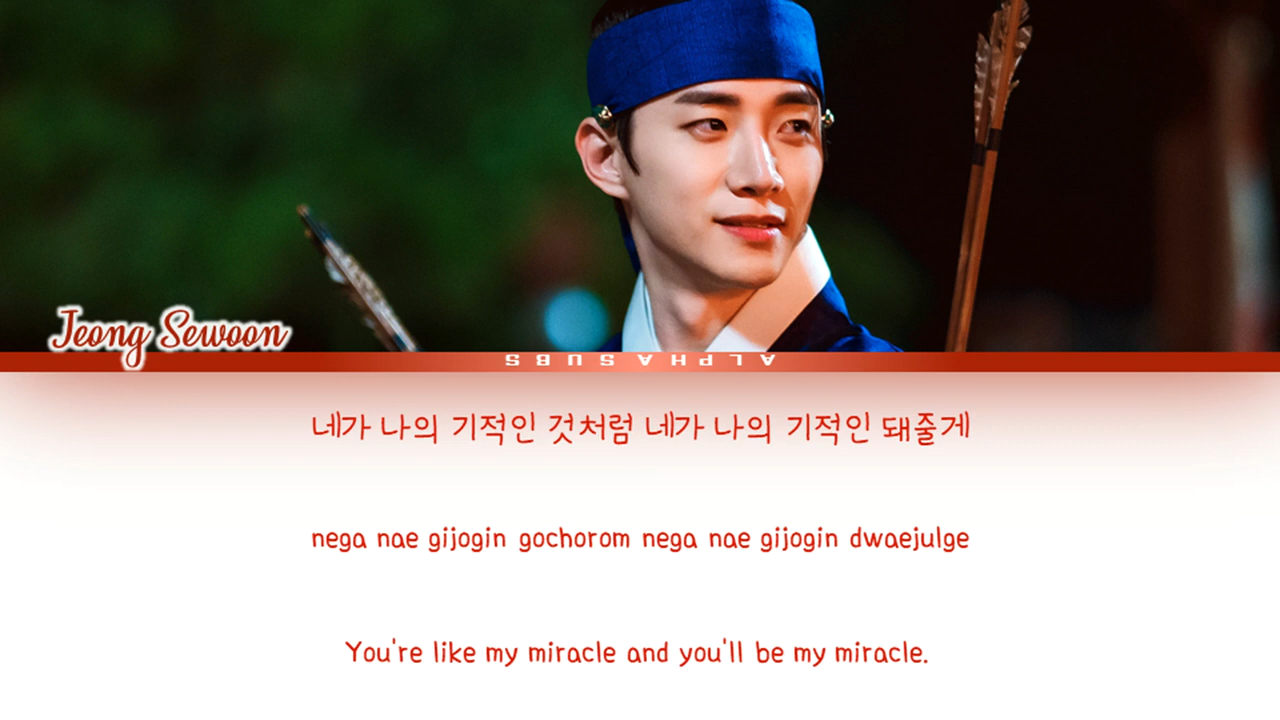 Jeong Sewoon
ALPHASUBS
네가 나의 기적인 것처럼 네가 나의 기적인 돼줄게
nega nae gijogin gochorom nega nae gijogin dwaejulge
You're like my miracle and you'll be my miracle.